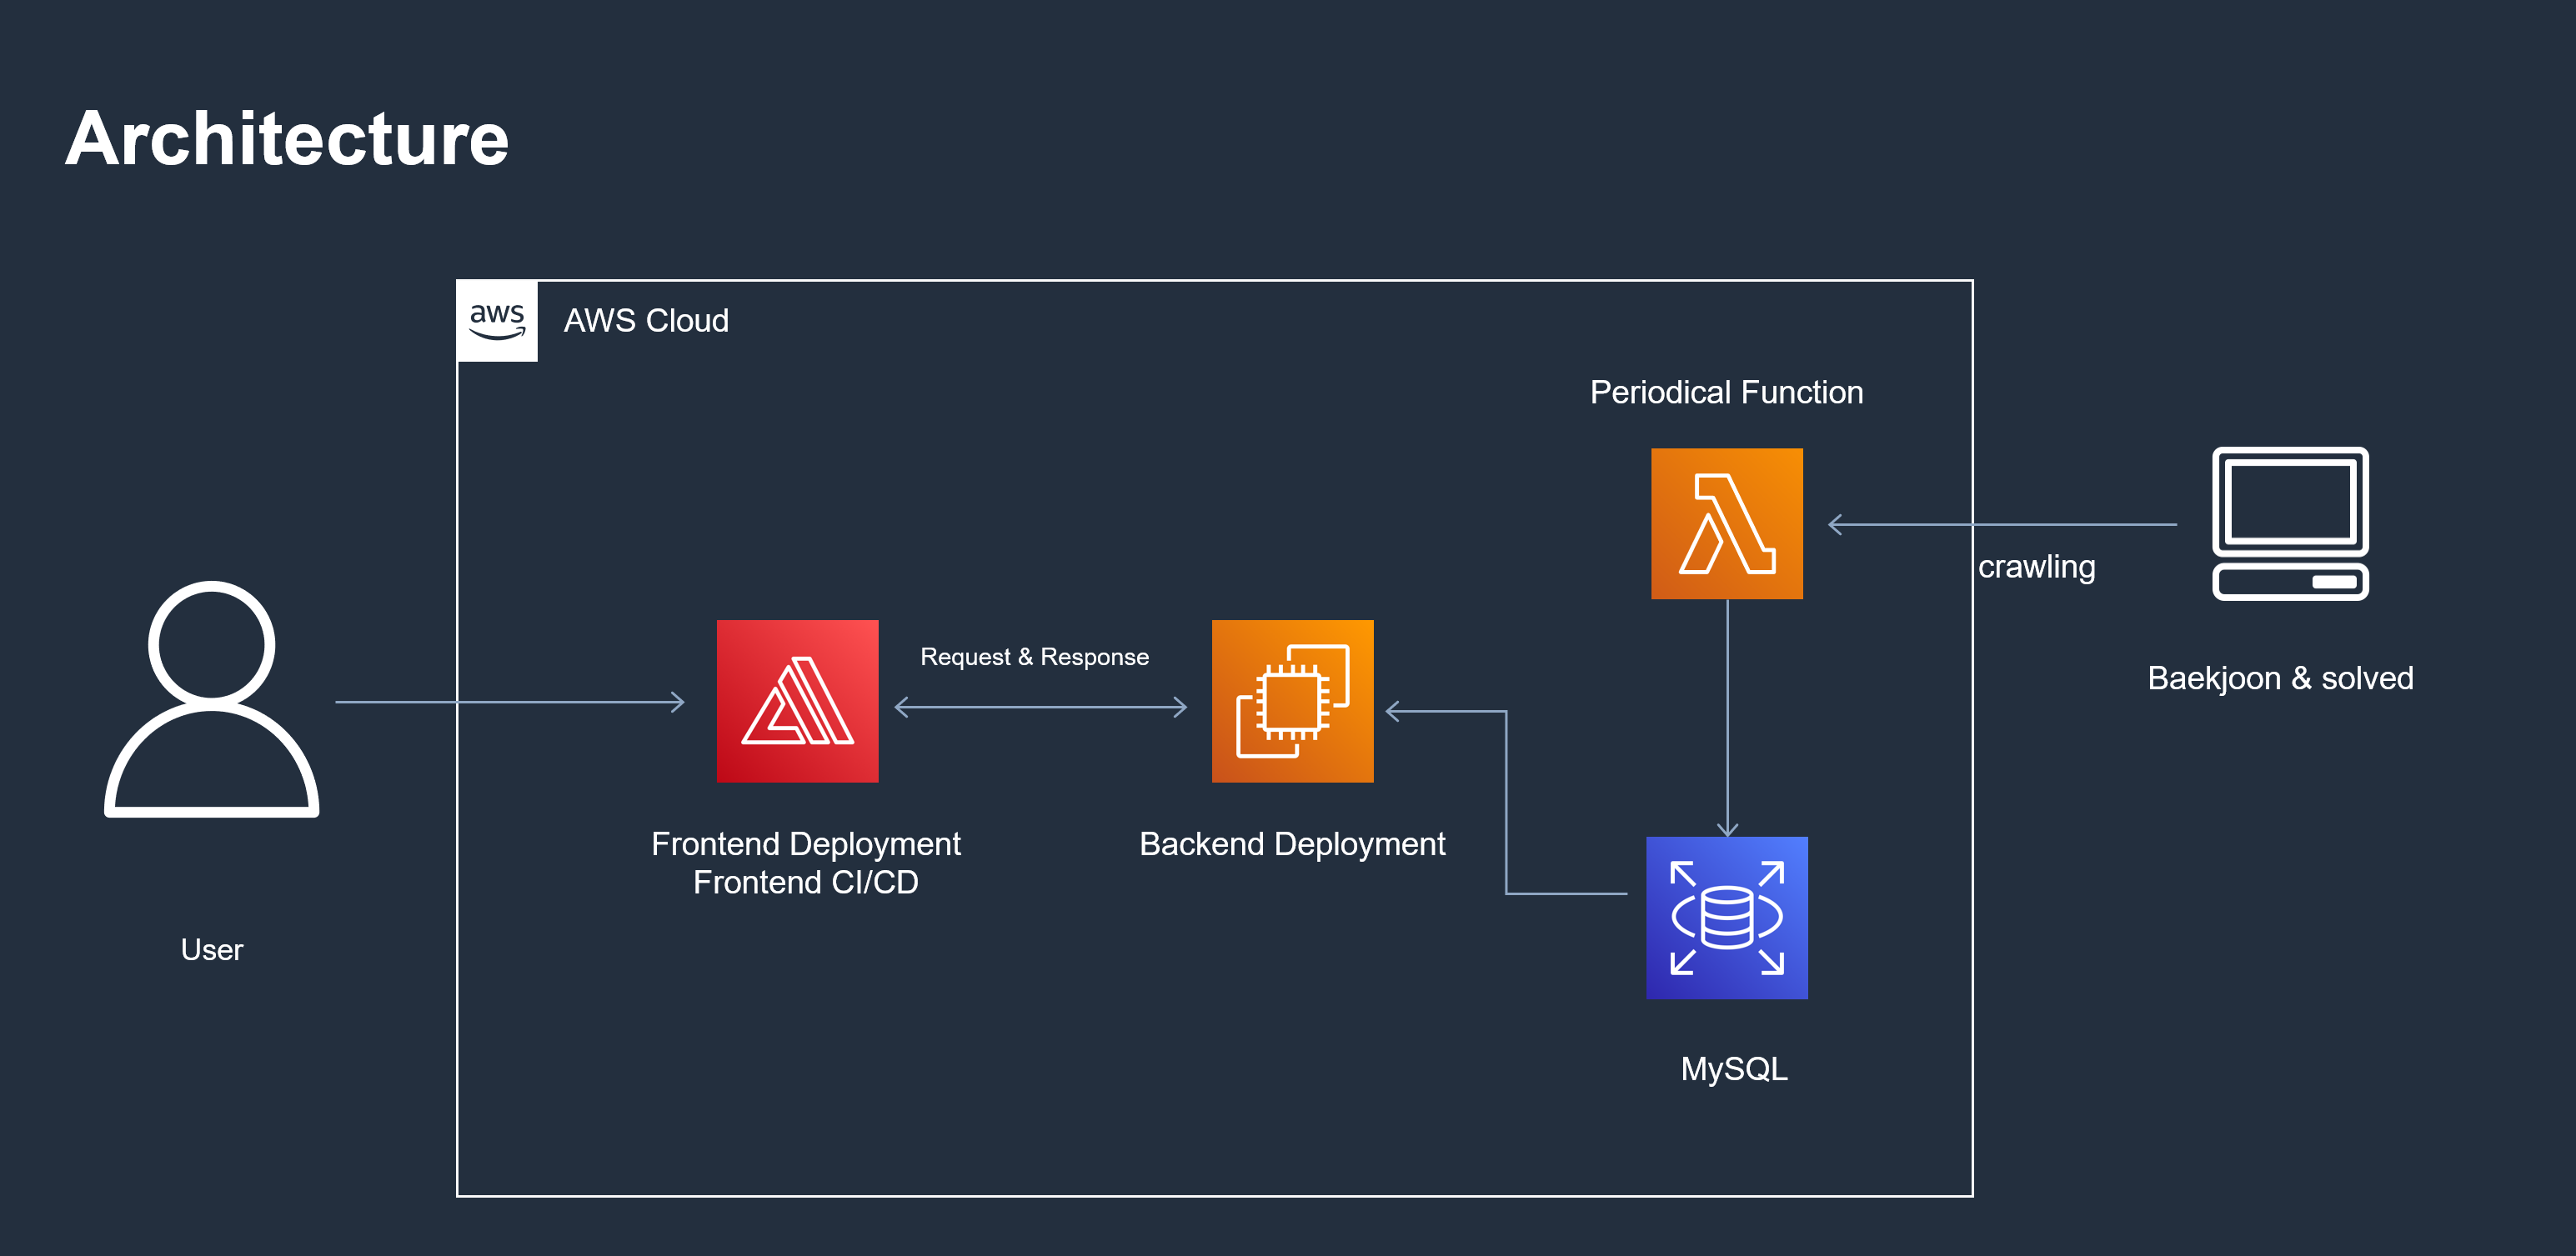 Architecture
aws
AWS Cloud
Periodical Function
crawling
Baekjoon & solved
Request & Response
Frontend Deployment
Frontend CI/CD
Backend Deployment
User
MySQL